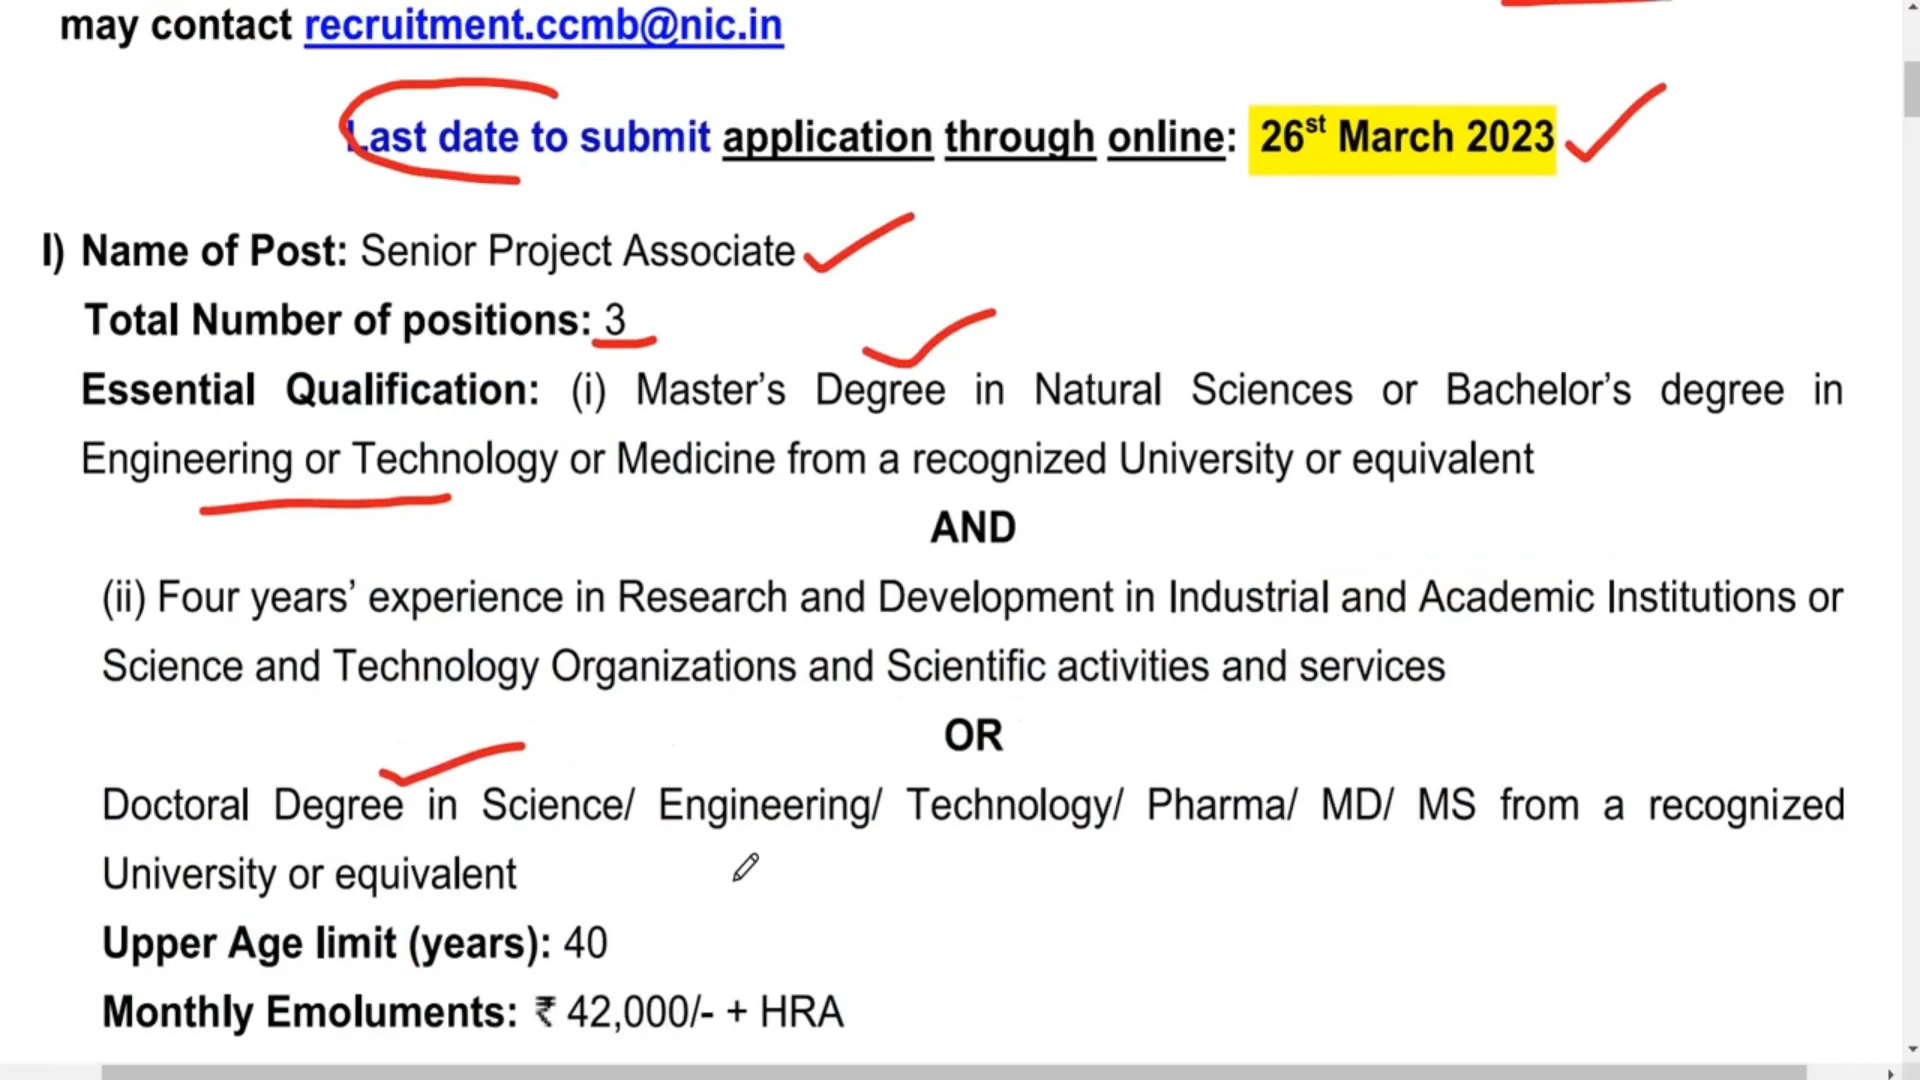 may contact recruitment.ccmb@nic.in
Last date to submit application through online: 26st March 2023
I) Name of Post: Senior Project Associate
Total Number of positions: 3
Essential Qualification: (i) Master’s Degree in Natural Sciences or Bachelor’s degree in
Engineering or Technology or Medicine from a recognized University or equivalent
AND
(ii) Four years’ experience in Research and Development in Industrial and Academic Institutions or
Science and Technology Organizations and Scientific activities and services
OR
Doctoral Degree in Science/ Engineering/ Technology/ Pharma/ MD/ MS from a recognized
University or equivalent
Upper Age limit (years): 40
Monthly Emoluments: ₹ 42,000/- + HRA